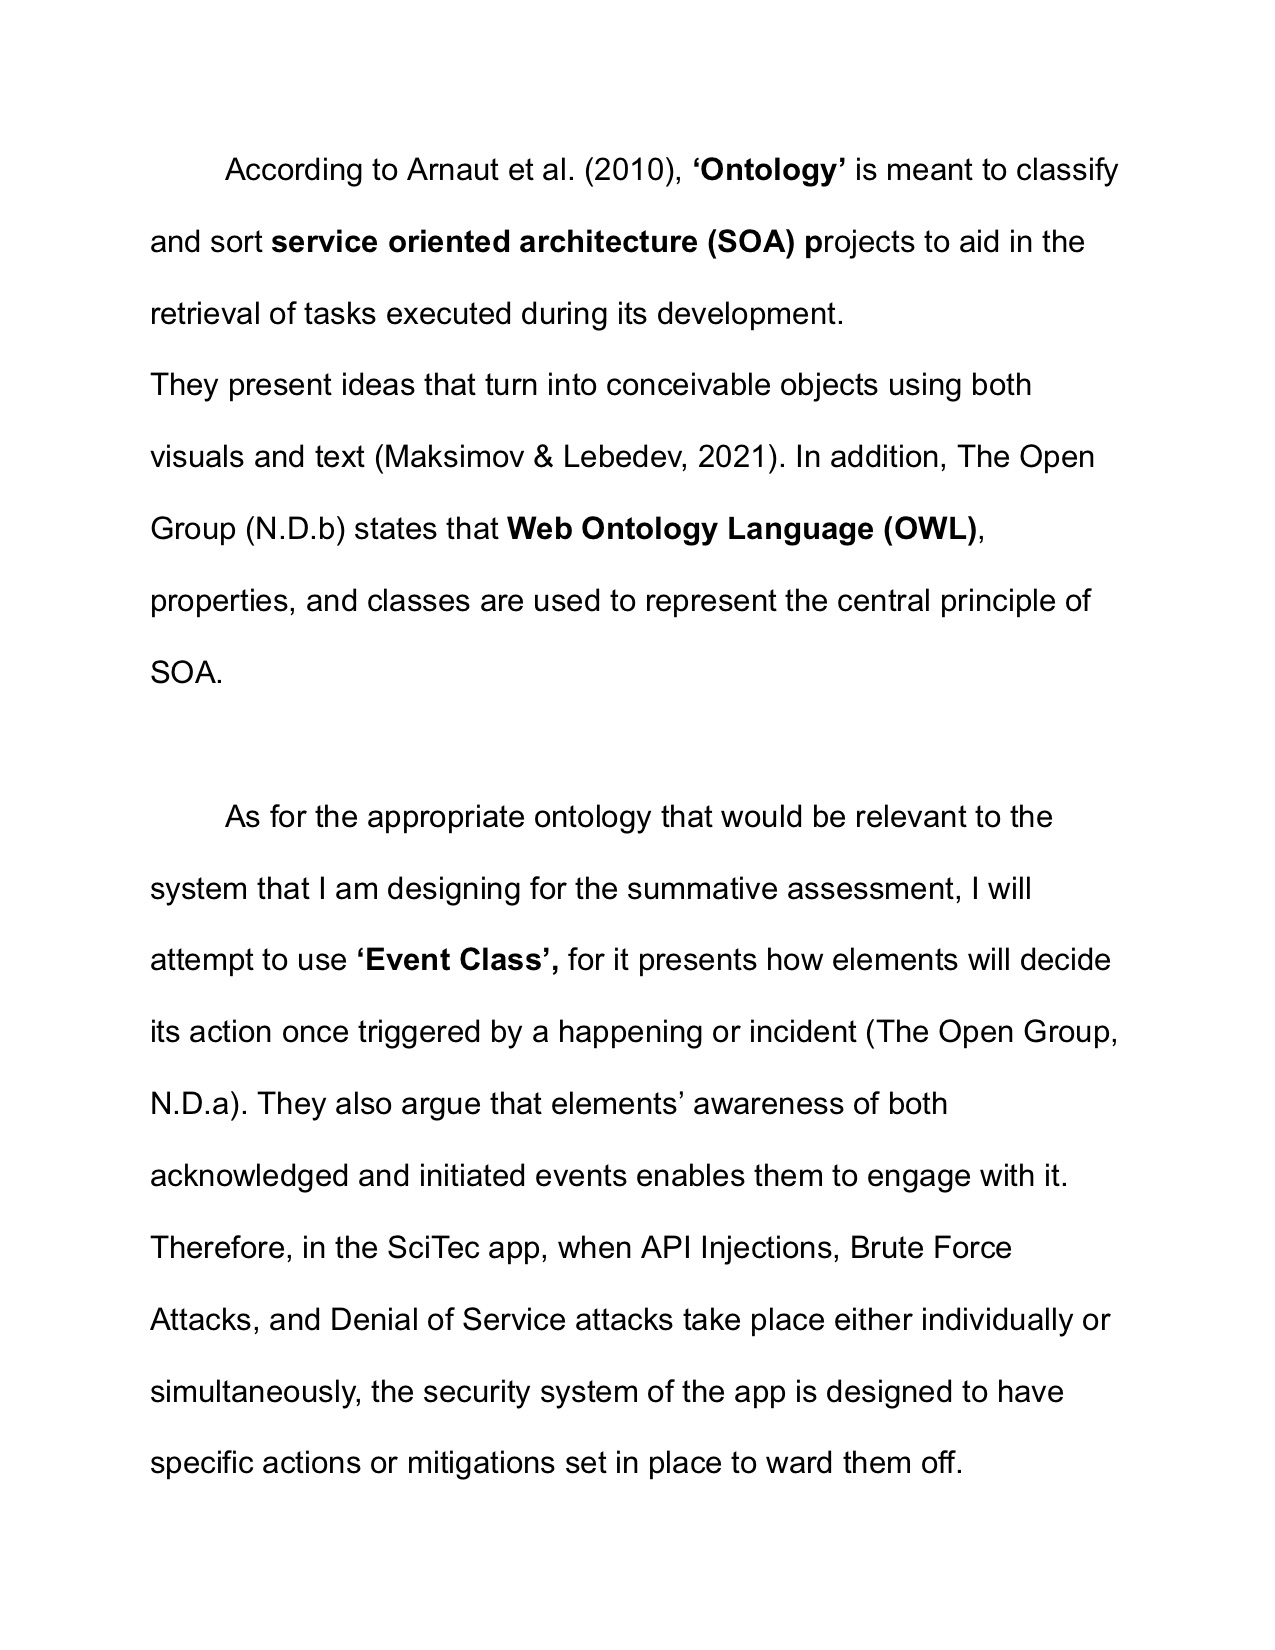 According to Arnaut et al. (2010), ‘Ontology’ is meant to classify
and sort service oriented architecture (SOA) projects to aid in the
retrieval of tasks executed during its development.
They present ideas that turn into conceivable objects using both
visuals and text (Maksimov & Lebedev, 2021). In addition, The Open
Group (N.D.b) states that Web Ontology Language (OWL),
properties, and classes are used to represent the central principle of
SOA.
As for the appropriate ontology that would be relevant to the
system that I am designing for the summative assessment, I will
attempt to use ‘Event Class’, for it presents how elements will decide
its action once triggered by a happening or incident (The Open Group,
N.D.a). They also argue that elements’ awareness of both
acknowledged and initiated events enables them to engage with it.
Therefore, in the SciTec app, when API Injections, Brute Force
Attacks, and Denial of Service attacks take place either individually or
simultaneously, the security system of the app is designed to have
specific actions or mitigations set in place to ward them off.